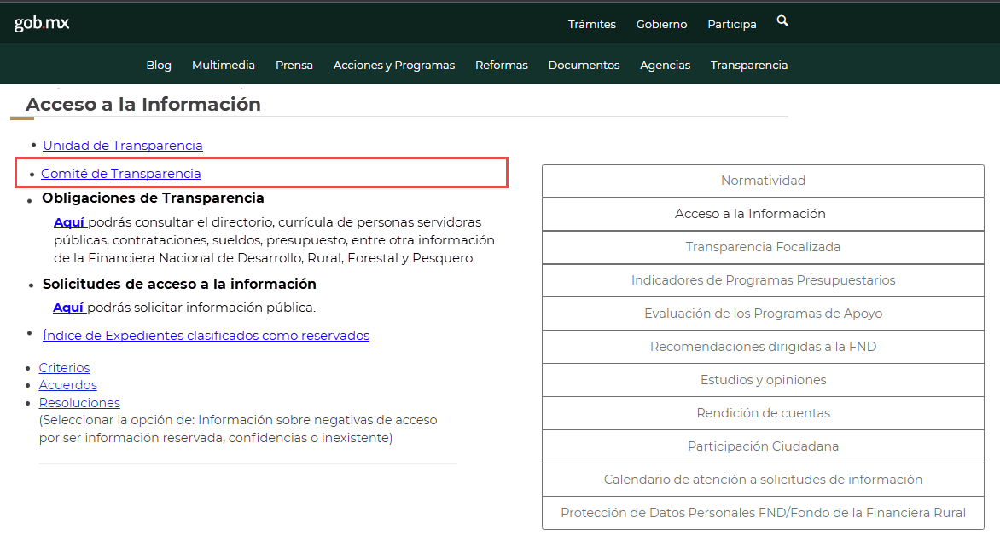 gob.mx
Trámites Gobierno Participa
Blog Multimedia Prensa Acciones y Programas Reformas Documentos Agencias Transparencia
Acceso a la Información
• Unidad de Transparencia
• Comité de Transparencia
• Obligaciones de Transparencia
Aquí podrás consultar el directorio, currícula de personas servidoras
públicas, contrataciones, sueldos, presupuesto, entre otra información
de la Financiera Nacional de Desarrollo, Rural, Forestal y Pesquero.
• Solicitudes de acceso a la información
Aquí podrás solicitar información pública.
• Índice de Expedientes clasificados como reservados
• Criterios
• Acuerdos
• Resoluciones
(Seleccionar la opción de: Información sobre negativas de acceso
por ser información reservada, confidencias o inexistente)
Normatividad
Acceso a la Información
Transparencia Focalizada
Indicadores de Programas Presupuestarios
Evaluación de los Programas de Apoyo
Recomendaciones dirigidas a la FND
Estudios y opiniones
Rendición de cuentas
Participación Ciudadana
Calendario de atención a solicitudes de información
Protección de Datos Personales FND/Fondo de la Financiera Rural